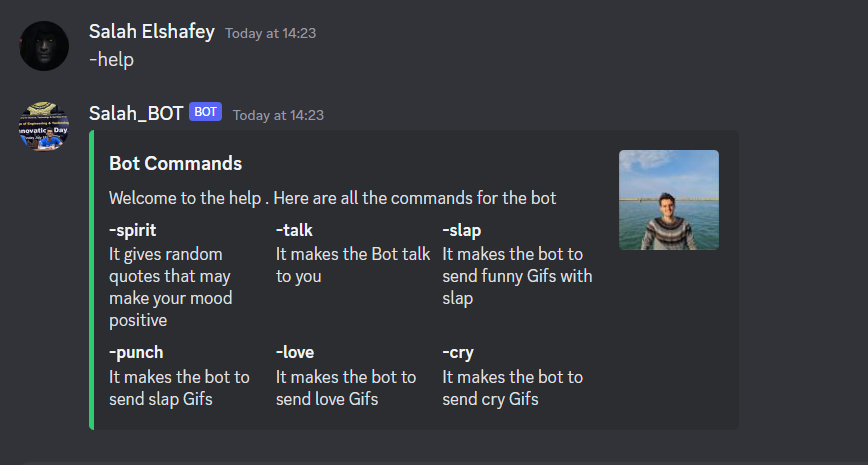 Salah Elshafey Today at 14:23
-help
Salah_BOT BOT Today at 14:23
Bot Commands
Welcome to the help . Here are all the commands for the bot
-spirit
It gives random
quotes that may
make your mood
positive
-talk
It makes the Bot talk
to you
-slap
It makes the bot to
send funny Gifs with
slap
-punch
It makes the bot to
send slap Gifs
-love
It makes the bot to
send love Gifs
-cry
It makes the bot to
send cry Gifs